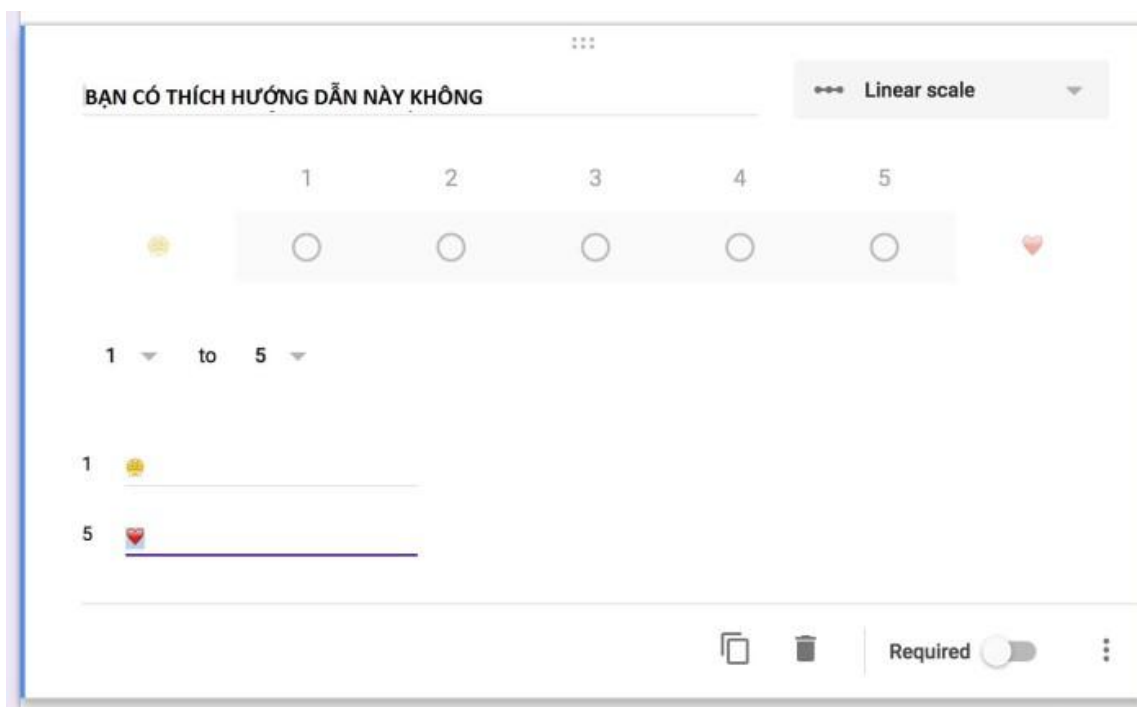 BẠN CÓ THÍCH HƯỚNG DẪN NÀY KHÔNG
Linear scale
1 2 3 4 5
1 to 5
1
5
Required